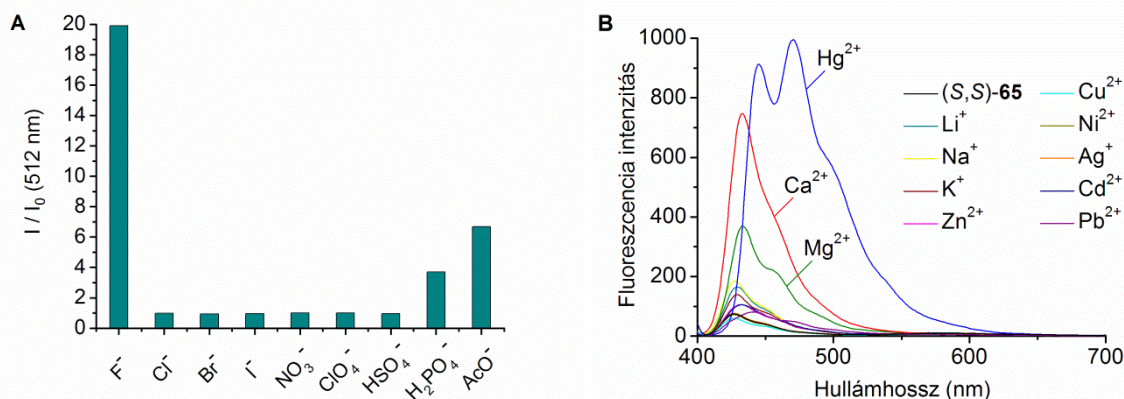 A
I / I₀ (512 nm)
20
18
16
14
12
10
8
6
4
2
0
F⁻
Cl⁻
Br⁻
I⁻
NO₃⁻
ClO₄⁻
HSO₄⁻
H₂PO₄⁻
AcO⁻
B
Fluoreszcencia intenzitás
1000
800
600
400
200
0
400
500
600
700
Hullámhossz (nm)
Hg²⁺
Ca²⁺
Mg²⁺
(S,S)-65
Li⁺
Na⁺
K⁺
Zn²⁺
Cu²⁺
Ni²⁺
Ag⁺
Cd²⁺
Pb²⁺